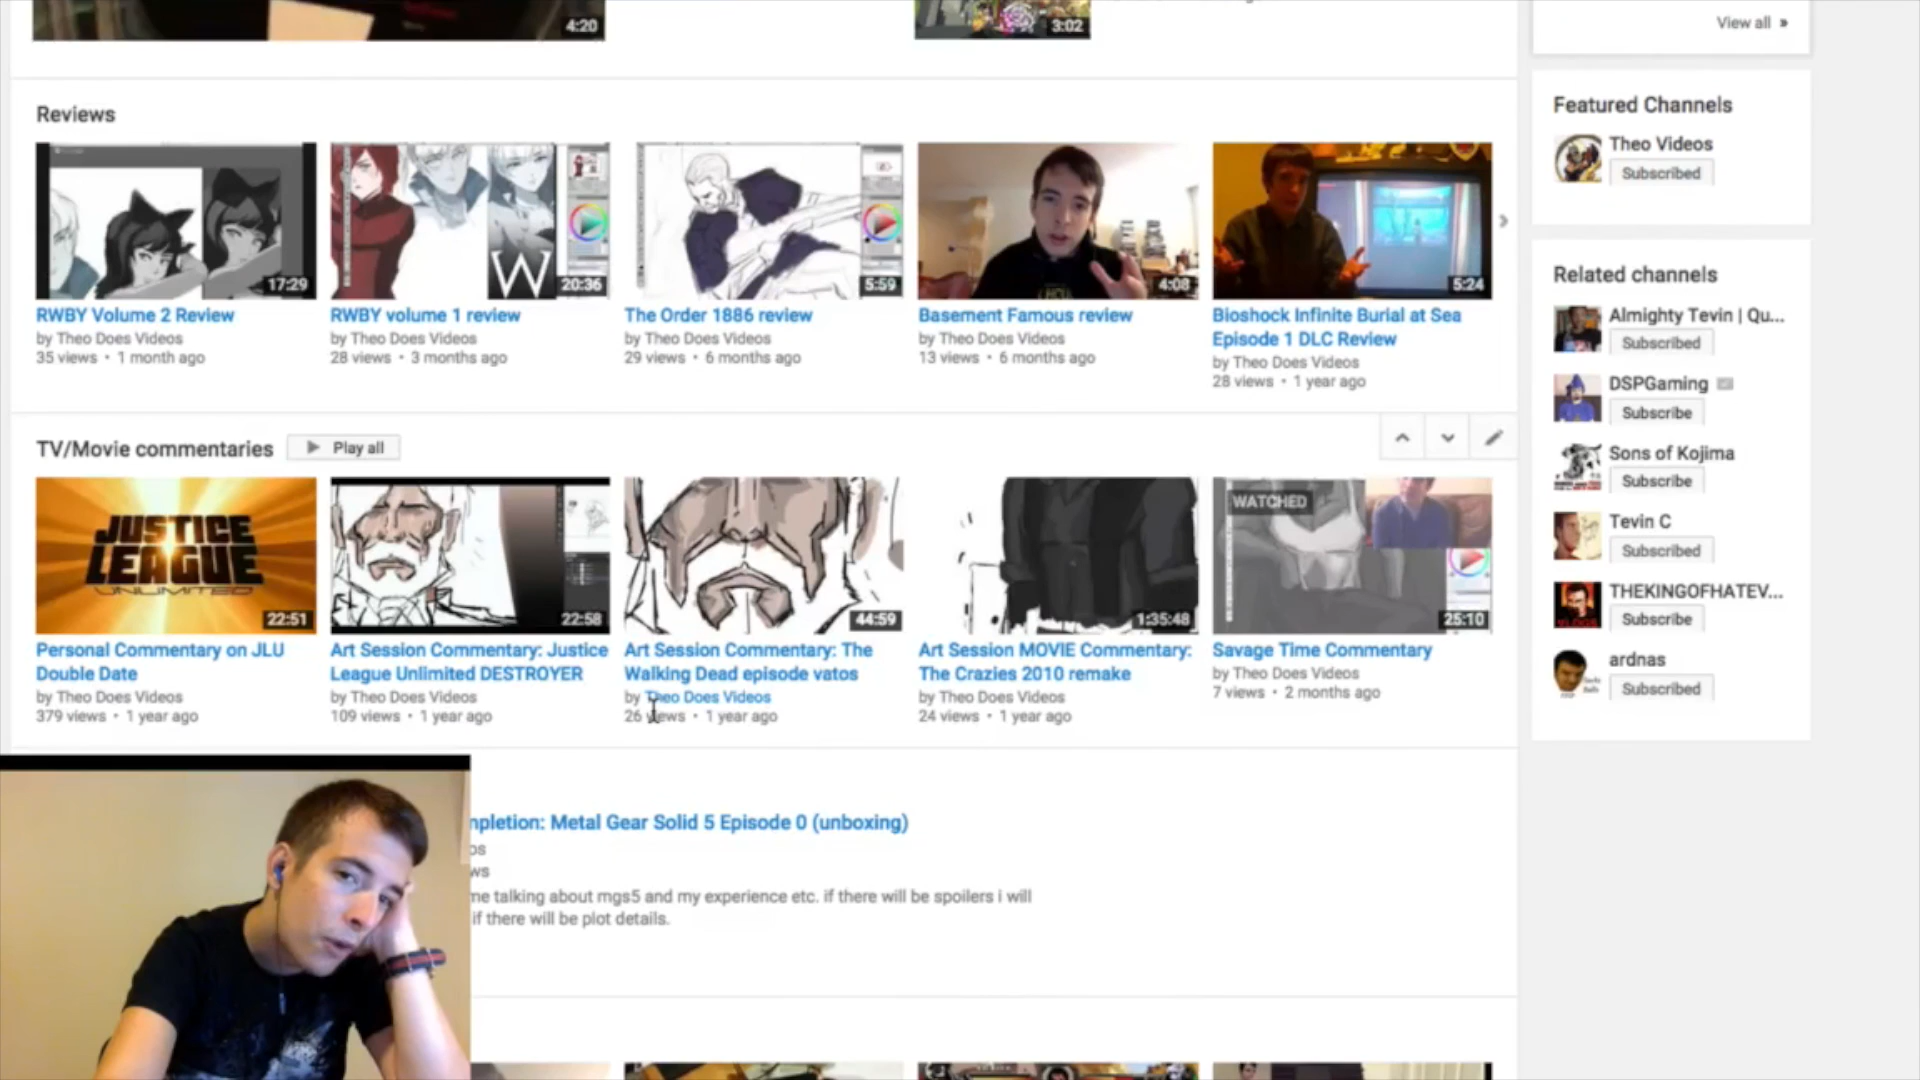 4:20
3:02
View all »
Reviews
17:29
W
20:36
5:59
4:08
5:24
RWBY Volume 2 Review
by Theo Does Videos
35 views • 1 month ago
RWBY volume 1 review
by Theo Does Videos
28 views • 3 months ago
The Order 1886 review
by Theo Does Videos
29 views • 6 months ago
Basement Famous review
by Theo Does Videos
13 views • 6 months ago
Bioshock Infinite Burial at Sea
Episode 1 DLC Review
by Theo Does Videos
28 views • 1 year ago
TV/Movie commentaries
Play all
JUSTICE
LEAGUE
UNLIMITED
22:51
22:58
44:59
1:35:48
WATCHED
25:10
Personal Commentary on JLU
Double Date
by Theo Does Videos
379 views • 1 year ago
Art Session Commentary: Justice
League Unlimited DESTROYER
by Theo Does Videos
109 views • 1 year ago
Art Session Commentary: The
Walking Dead episode vatos
by Theo Does Videos
26 views • 1 year ago
Art Session MOVIE Commentary:
The Crazies 2010 remake
by Theo Does Videos
24 views • 1 year ago
Savage Time Commentary
by Theo Does Videos
7 views • 2 months ago
npletion: Metal Gear Solid 5 Episode 0 (unboxing)
os
ws
me talking about mgs5 and my experience etc. if there will be spoilers i will
if there will be plot details.
Featured Channels
Theo Videos
Subscribed
Related channels
Almighty Tevin | Qu...
Subscribed
DSPGaming
Subscribe
Sons of Kojima
Subscribe
Tevin C
Subscribed
THEKINGOFHATEV...
Subscribe
ardnas
Subscribed